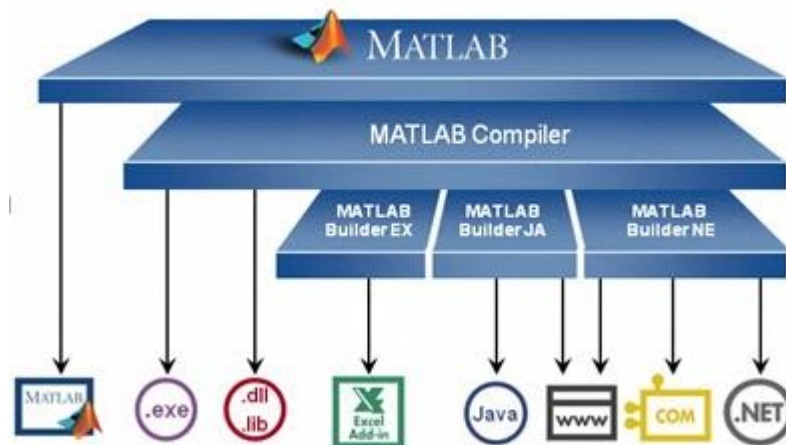 MATLAB
MATLAB Compiler
MATLAB
Builder EX
MATLAB
Builder JA
MATLAB
Builder NE
MATLAB
.exe
.dll
.lib
Excel
Add-in
Java
www
COM
.NET